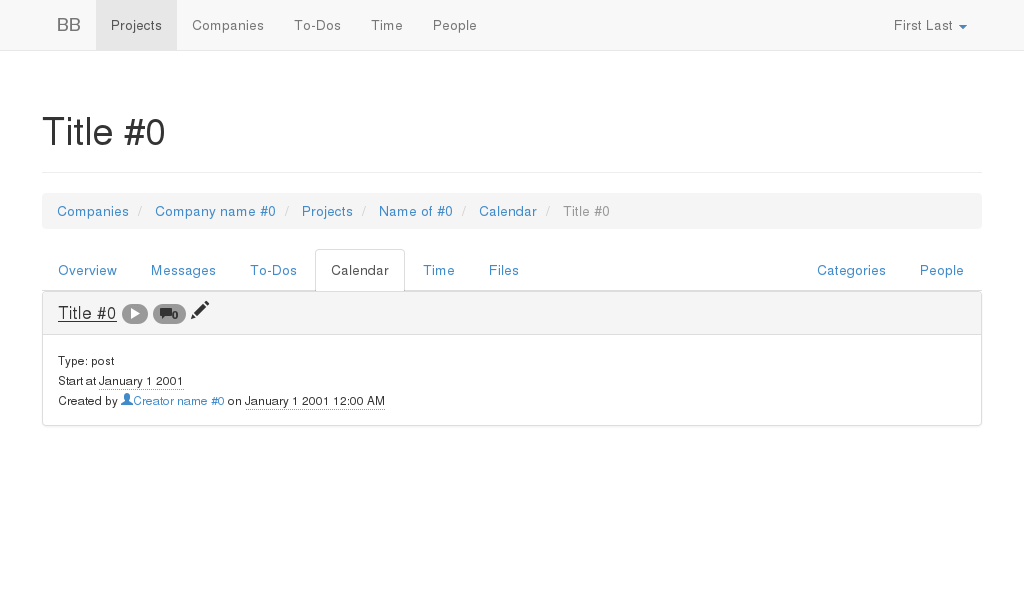 BB Projects Companies To-Dos Time People First Last
Title #0
Companies / Company name #0 / Projects / Name of #0 / Calendar / Title #0
Overview Messages To-Dos Calendar Time Files Categories People
Title #0 0
Type: post
Start at January 1 2001
Created by Creator name #0 on January 1 2001 12:00 AM